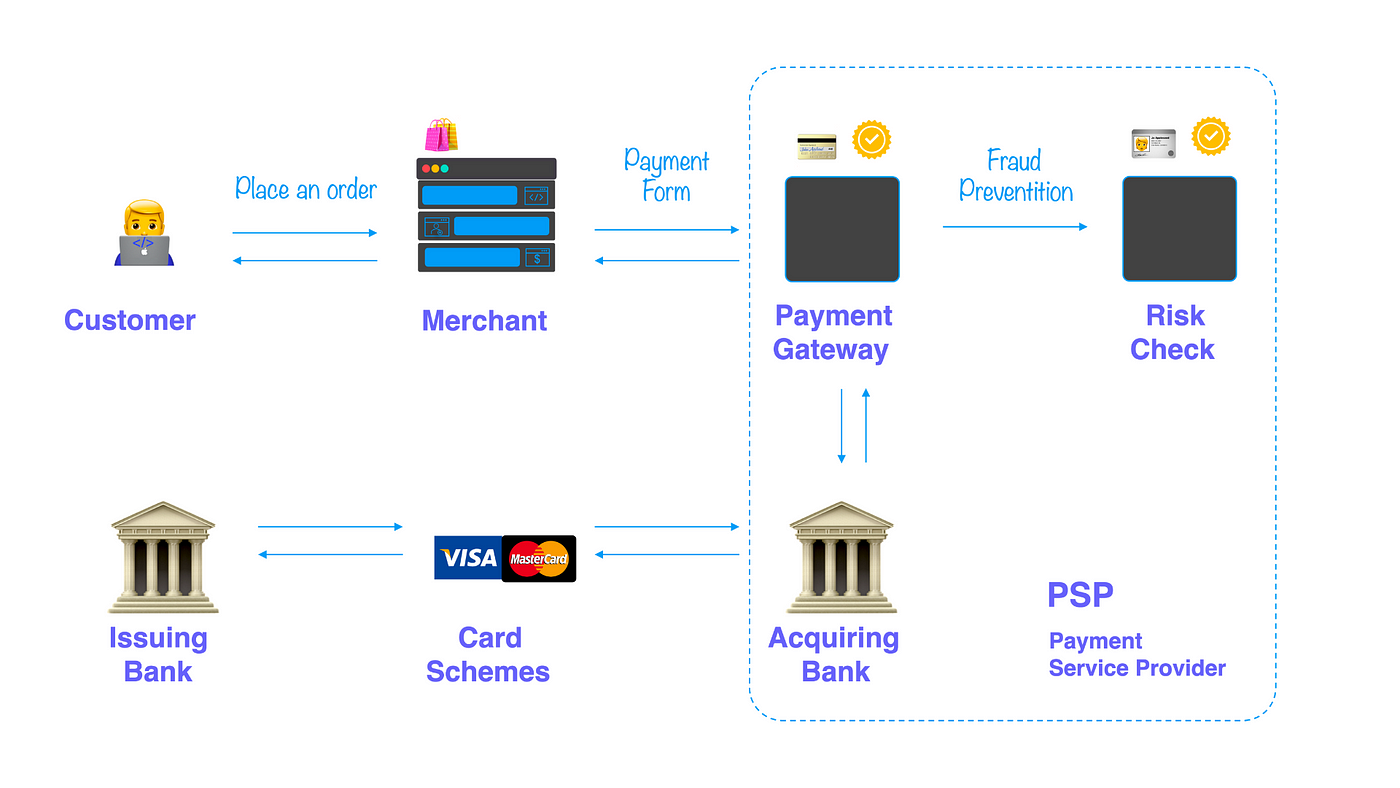 Place an order
Payment
Form
Fraud
Preventition
</>
$
</>
Customer
Merchant
Payment
Gateway
Risk
Check
VISA
MasterCard
Issuing
Bank
Card
Schemes
Acquiring
Bank
PSP
Payment
Service Provider